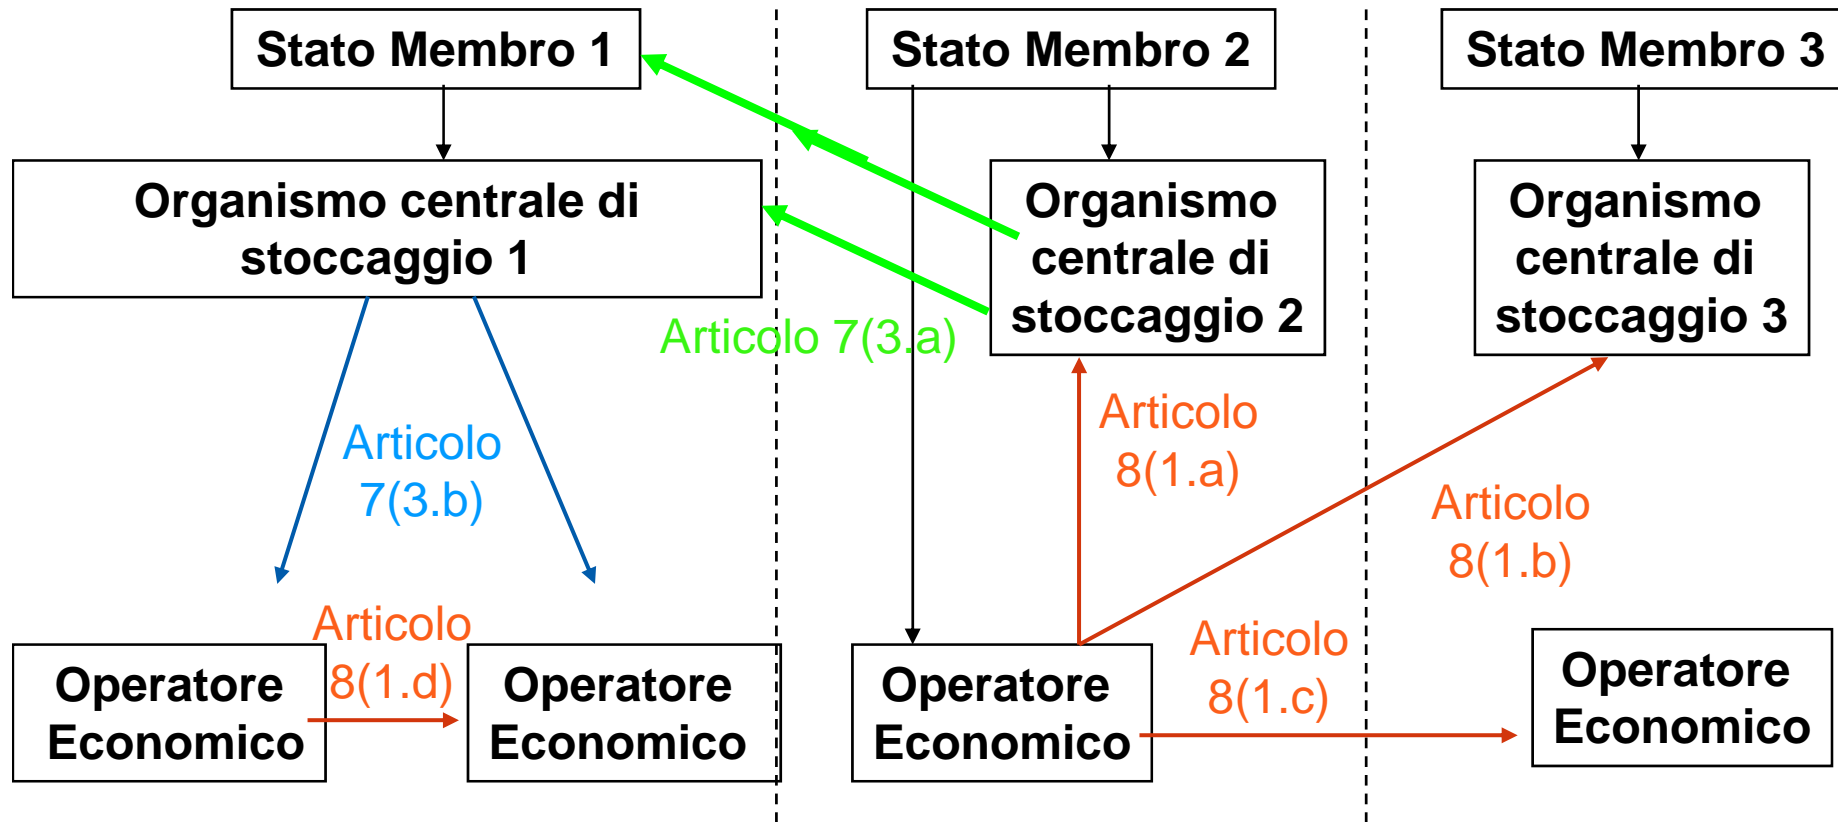 Stato Membro 1
Stato Membro 2
Stato Membro 3
Organismo centrale di
stoccaggio 1
Organismo
centrale di
stoccaggio 2
Organismo
centrale di
stoccaggio 3
Articolo 7(3.a)
Articolo
7(3.b)
Articolo
8(1.a)
Articolo
8(1.b)
Articolo
8(1.d)
Articolo
8(1.c)
Operatore
Economico
Operatore
Economico
Operatore
Economico
Operatore
Economico